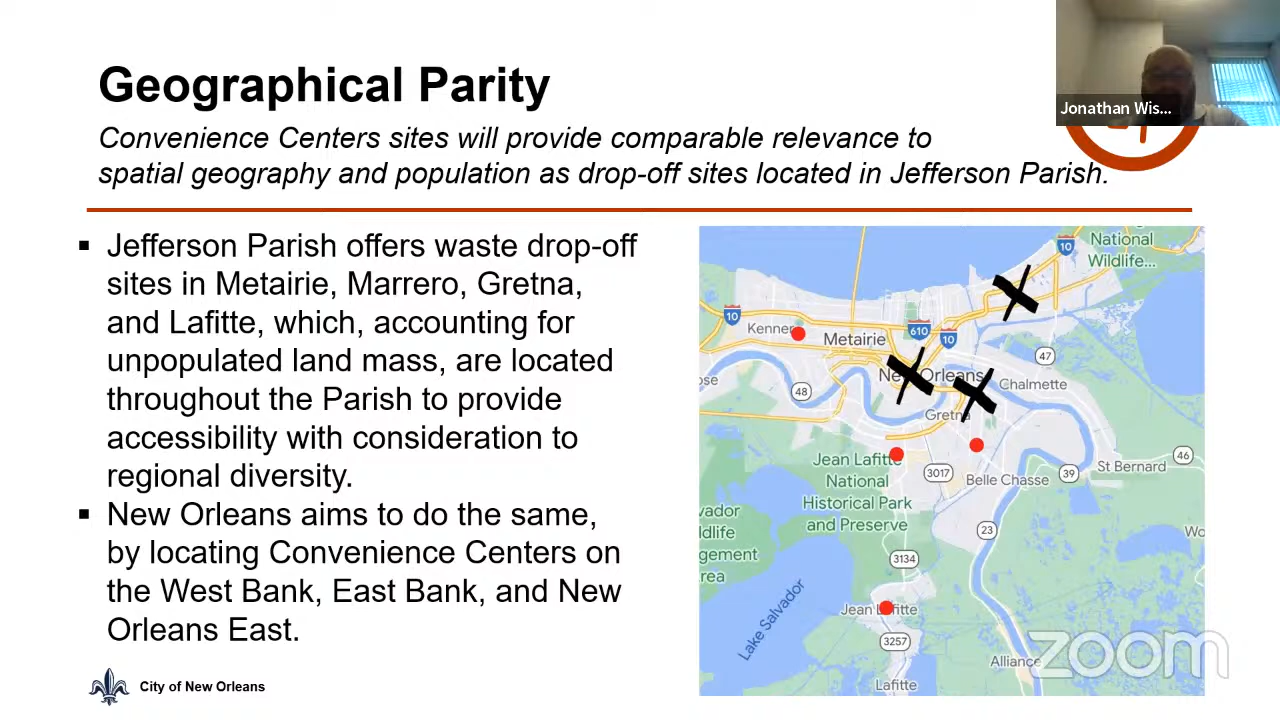 Jonathan Wis...
Geographical Parity
Convenience Centers sites will provide comparable relevance to
spatial geography and population as drop-off sites located in Jefferson Parish.
▪ Jefferson Parish offers waste drop-off
sites in Metairie, Marrero, Gretna,
and Lafitte, which, accounting for
unpopulated land mass, are located
throughout the Parish to provide
accessibility with consideration to
regional diversity.
▪ New Orleans aims to do the same,
by locating Convenience Centers on
the West Bank, East Bank, and New
Orleans East.
10
National
Wildlife...
10
Kenner
Metairie
610
10
47
48
New Orleans
Chalmette
Gretna
Jean Lafitte
National
Historical Park
and Preserve
3017
Belle Chasse
39
St Bernard
46
23
3134
Jean Lafitte
Lake Salvador
3257
Alliance
Lafitte
zoom
City of New Orleans